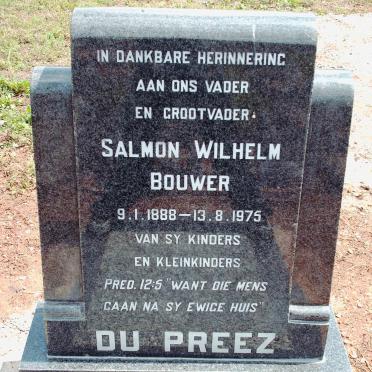 IN DANKBARE HERINNERING
AAN ONS VADER
EN GROOTVADER
SALMON WILHELM
BOUWER
9.1.1888–13.8.1975
VAN SY KINDERS
EN KLEINKINDERS
PRED. 12:5 "WANT DIE MENS
GAAN NA SY EWIGE HUIS"
DU PREEZ